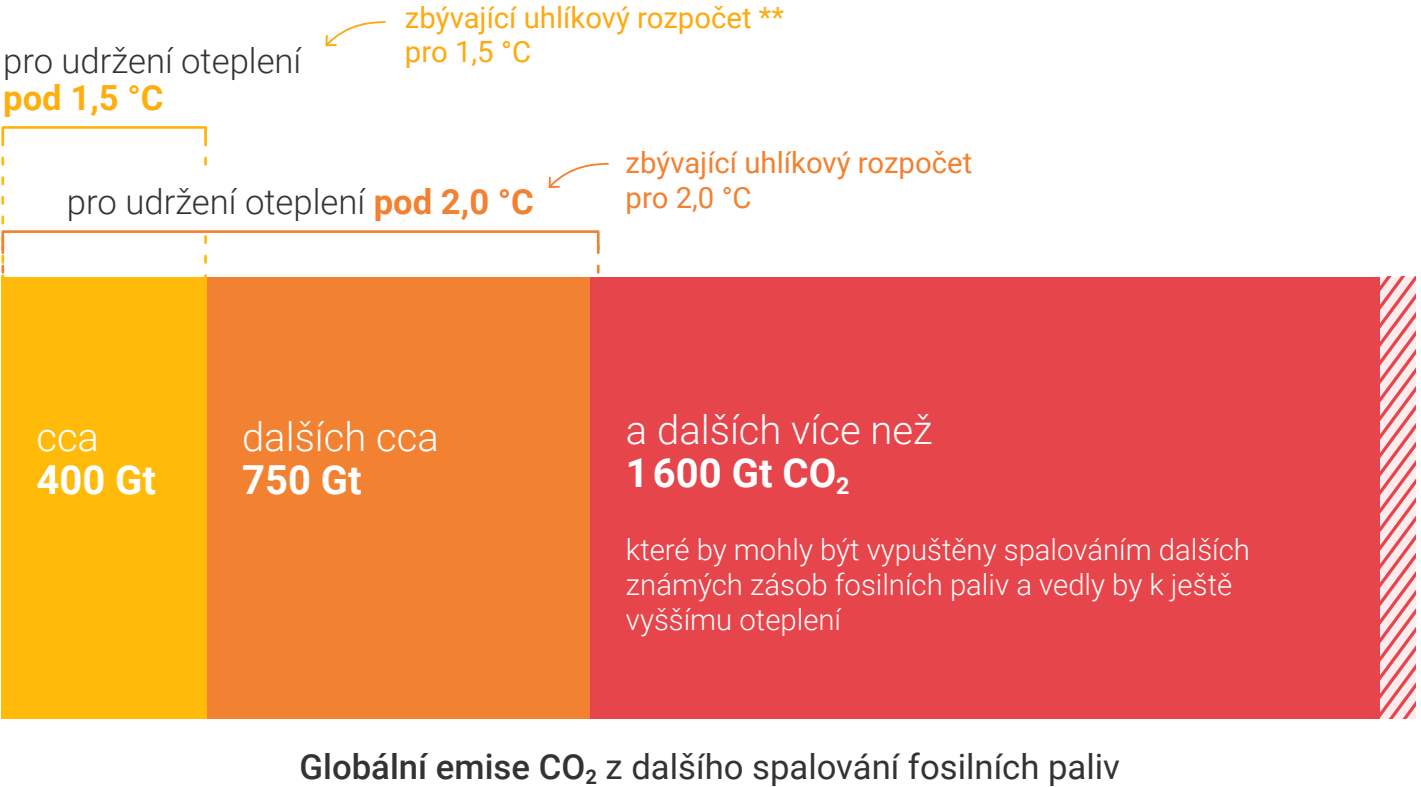 zbývající uhlíkový rozpočet **
pro 1,5 °C
pro udržení oteplení
pod 1,5 °C
zbývající uhlíkový rozpočet
pro 2,0 °C
pro udržení oteplení pod 2,0 °C
cca
400 Gt
dalších cca
750 Gt
a dalších více než
1 600 Gt CO₂
které by mohly být vypuštěny spalováním dalších
známých zásob fosilních paliv a vedly by k ještě
vyššímu oteplení
Globální emise CO₂ z dalšího spalování fosilních paliv